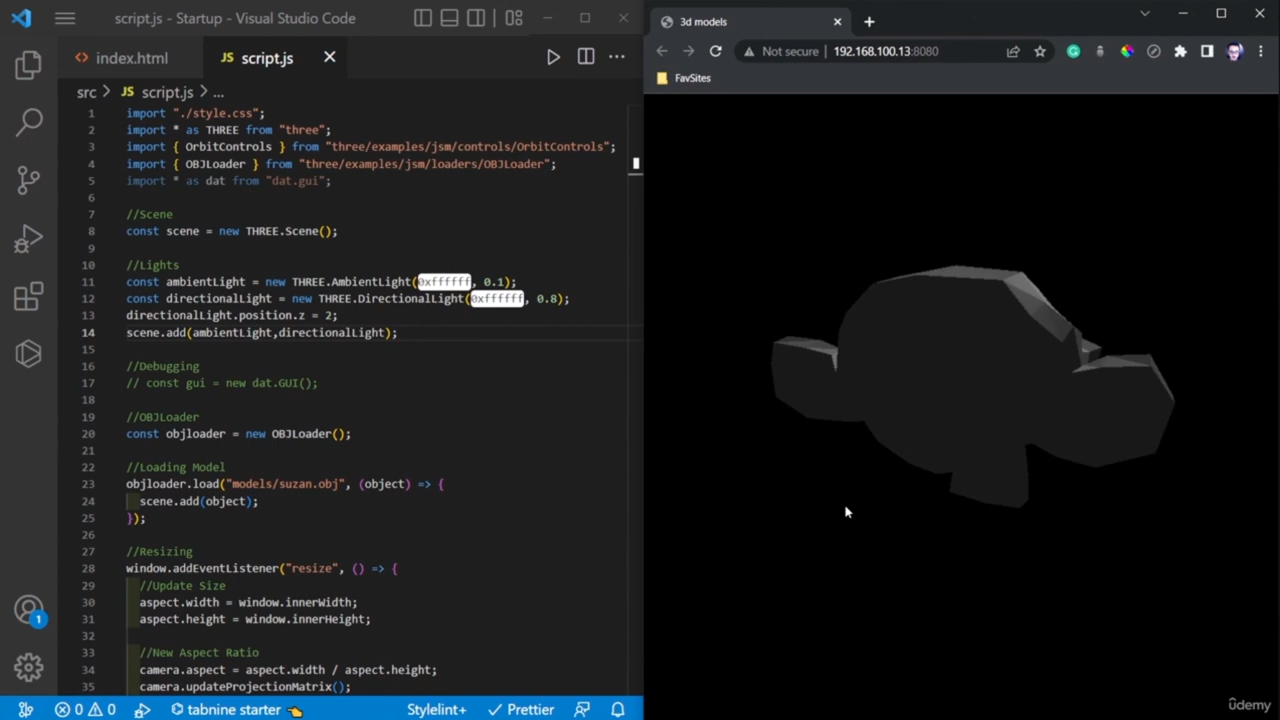 script.js - Startup - Visual Studio Code
index.html
JS script.js
src > JS script.js > ...
1 import "./style.css";
2 import * as THREE from "three";
3 import { OrbitControls } from "three/examples/jsm/controls/OrbitControls";
4 import { OBJLoader } from "three/examples/jsm/loaders/OBJLoader";
5 import * as dat from "dat.gui";
6
7 //Scene
8 const scene = new THREE.Scene();
9
10 //Lights
11 const ambientLight = new THREE.AmbientLight(0xffffff, 0.1);
12 const directionalLight = new THREE.DirectionalLight(0xffffff, 0.8);
13 directionalLight.position.z = 2;
14 scene.add(ambientLight,directionalLight);
15
16 //Debugging
17 // const gui = new dat.GUI();
18
19 //OBJLoader
20 const objloader = new OBJLoader();
21
22 //Loading Model
23 objloader.load("models/suzan.obj", (object) => {
24 scene.add(object);
25 });
26
27 //Resizing
28 window.addEventListener("resize", () => {
29 //Update Size
30 aspect.width = window.innerWidth;
31 aspect.height = window.innerHeight;
32
33 //New Aspect Ratio
34 camera.aspect = aspect.width / aspect.height;
35 camera.updateProjectionMatrix();
1
0 0 tabnine starter Stylelint+ Prettier
3d models
Not secure 192.168.100.13:8080
FavSites
ûdemy